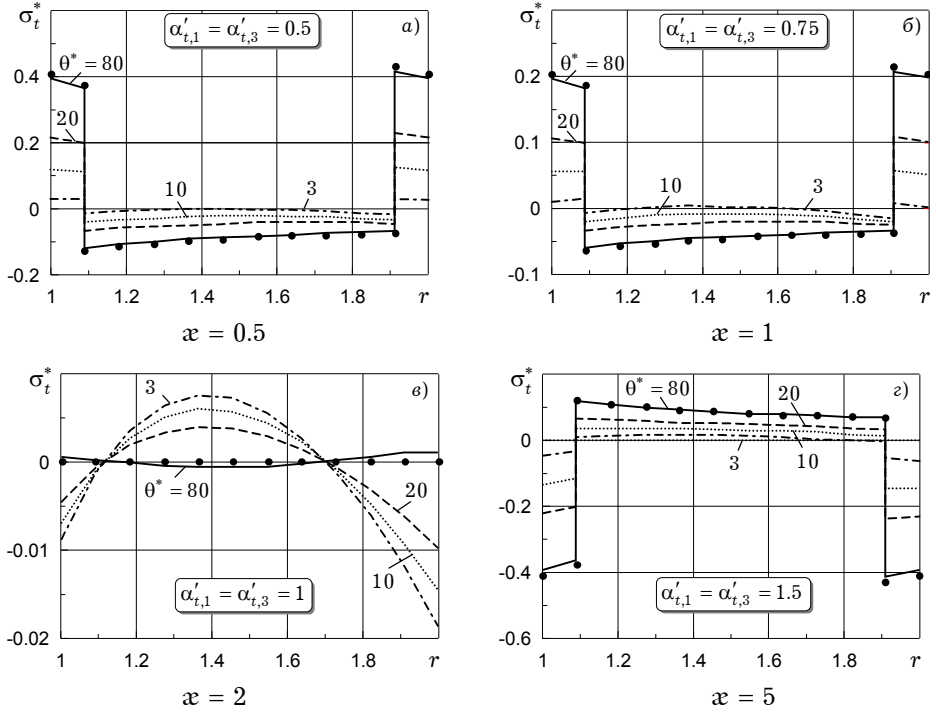 σ*t
α′t,1 = α′t,3 = 0.5
а)
θ* = 80
0.4
20
0.2
10
3
0
-0.2
1
1.2
1.4
1.6
1.8
r
æ = 0.5
σ*t
α′t,1 = α′t,3 = 0.75
б)
θ* = 80
0.2
20
0.1
10
3
0
-0.1
1
1.2
1.4
1.6
1.8
r
æ = 1
σ*t
3
в)
0
θ* = 80
20
-0.01
10
α′t,1 = α′t,3 = 1
-0.02
1
1.2
1.4
1.6
1.8
r
æ = 2
σ*t
θ* = 80
20
г)
0.2
0
3
10
-0.2
-0.4
α′t,1 = α′t,3 = 1.5
-0.6
1
1.2
1.4
1.6
1.8
r
æ = 5